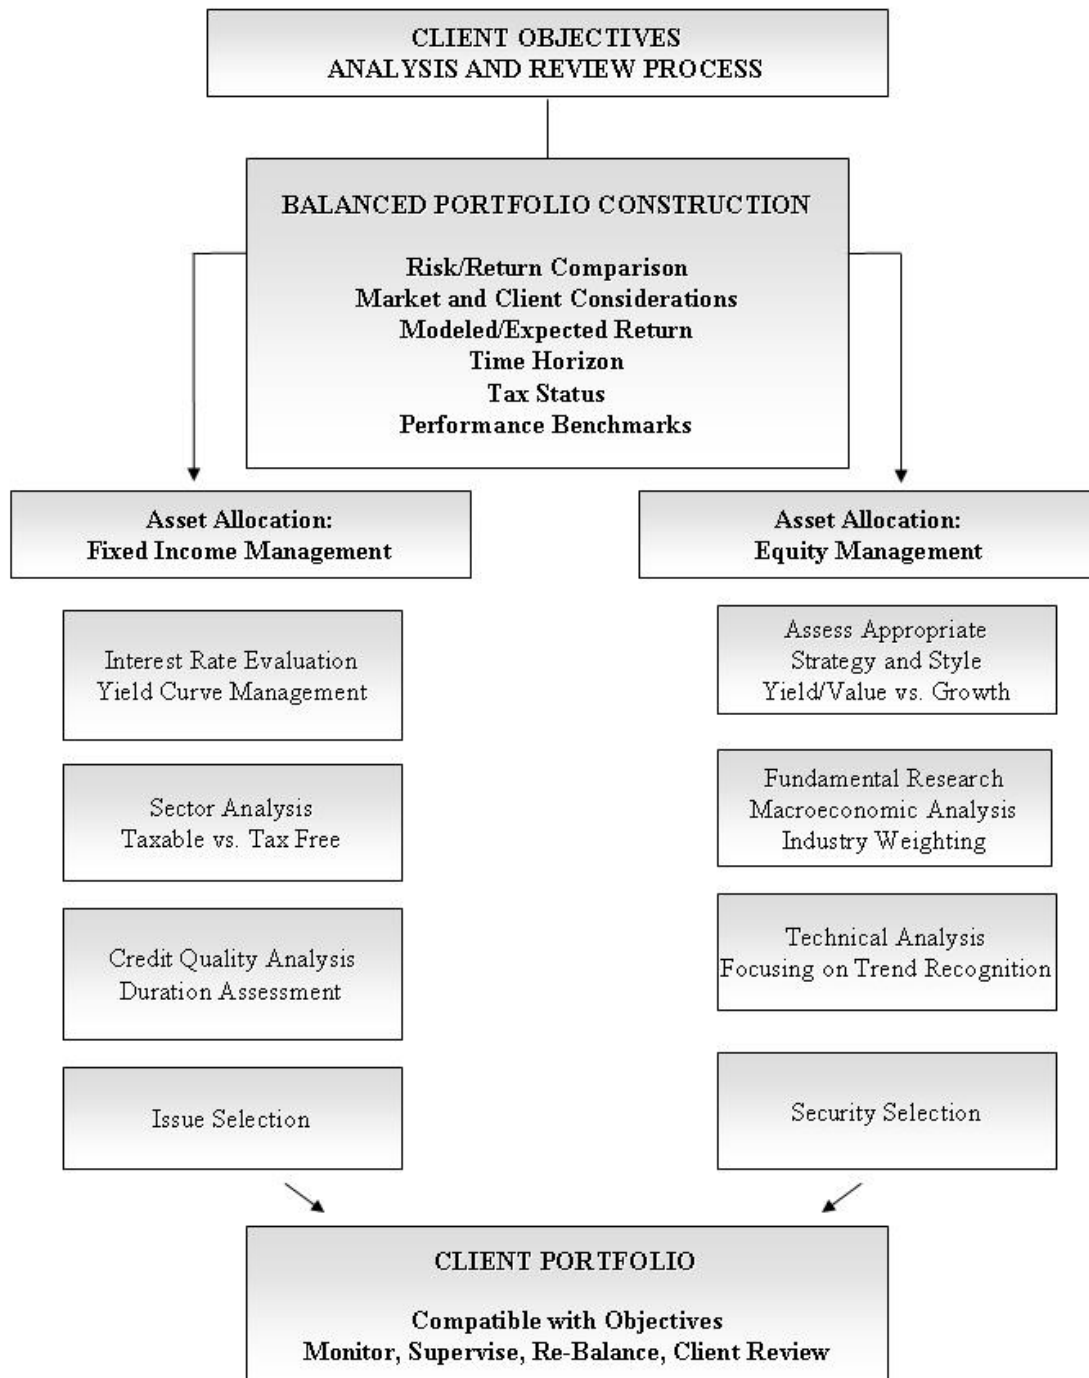 CLIENT OBJECTIVES
ANALYSIS AND REVIEW PROCESS
BALANCED PORTFOLIO CONSTRUCTION
Risk/Return Comparison
Market and Client Considerations
Modeled/Expected Return
Time Horizon
Tax Status
Performance Benchmarks
Asset Allocation:
Fixed Income Management
Interest Rate Evaluation
Yield Curve Management
Sector Analysis
Taxable vs. Tax Free
Credit Quality Analysis
Duration Assessment
Issue Selection
Asset Allocation:
Equity Management
Assess Appropriate
Strategy and Style
Yield/Value vs. Growth
Fundamental Research
Macroeconomic Analysis
Industry Weighting
Technical Analysis
Focusing on Trend Recognition
Security Selection
CLIENT PORTFOLIO
Compatible with Objectives
Monitor, Supervise, Re-Balance, Client Review